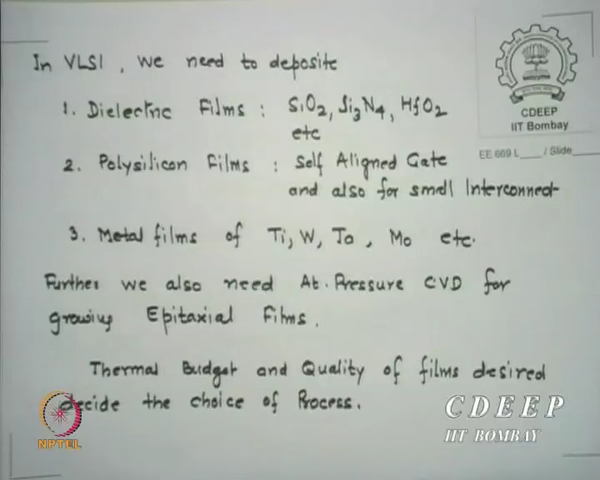 In VLSI, we need to deposite
1. Dielectric Films : SiO2, Si3N4, HfO2
etc
2. Polysilicon Films : Self Aligned Gate
and also for small Interconnect
3. Metal films of Ti, W, Ta, Mo etc.
Further we also need At. Pressure CVD for
growing Epitaxial Films.
Thermal Budget and Quality of films desired
decide the choice of Process.
CDEEP
IIT Bombay
EE 669 L____ / Slide____
NPTEL
CDEEP
IIT BOMBAY